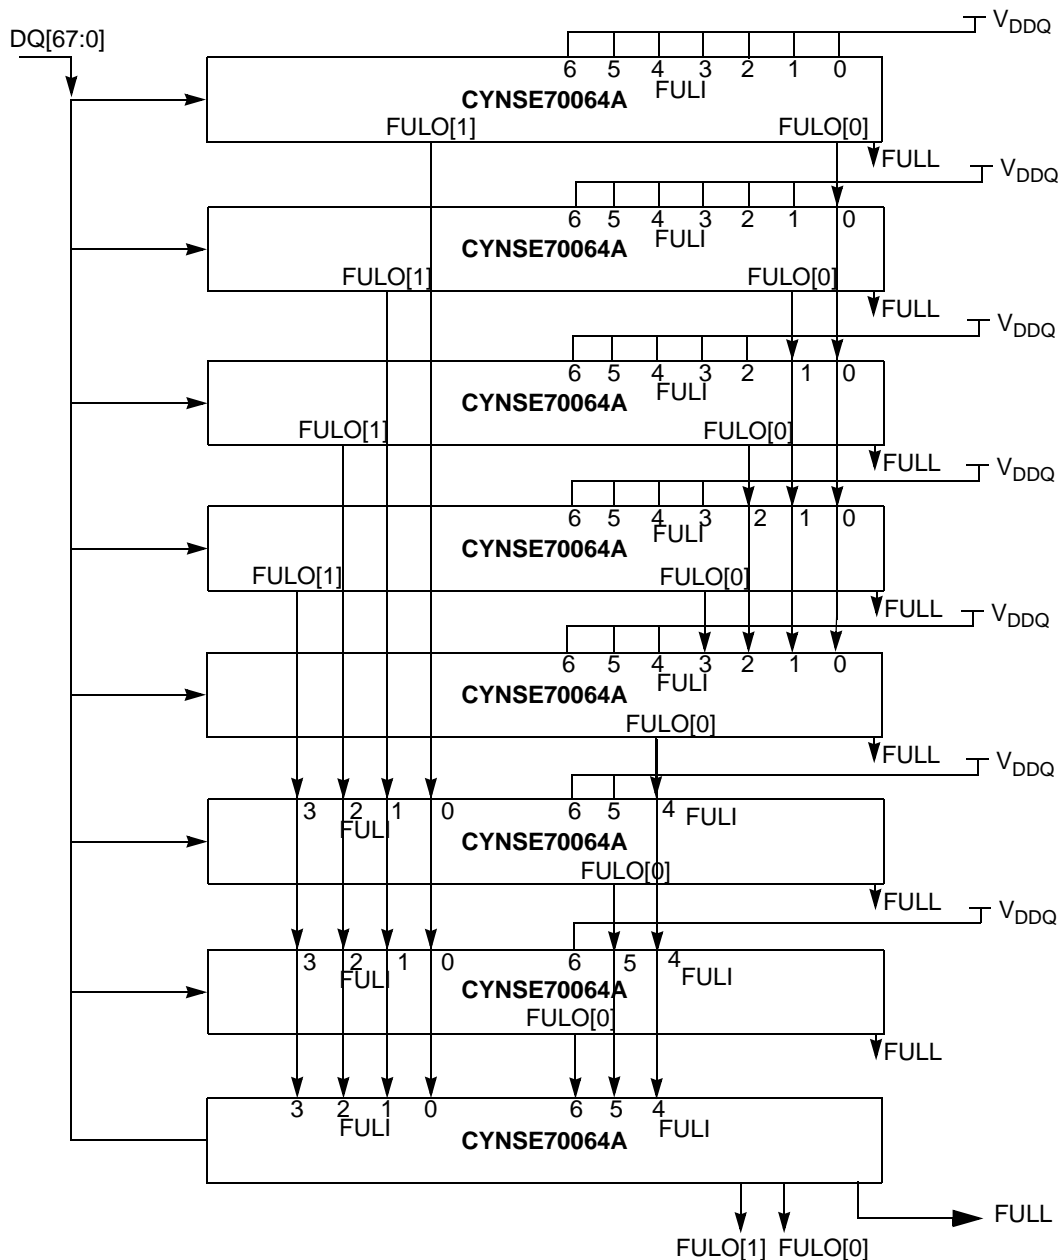 DQ[67:0]
V_DDQ
6 5 4 3 2 1 0
FULI
CYNSE70064A
FULO[1] FULO[0]
FULL
V_DDQ
6 5 4 3 2 1 0
FULI
CYNSE70064A
FULO[1] FULO[0]
FULL
V_DDQ
6 5 4 3 2 1 0
FULI
CYNSE70064A
FULO[1] FULO[0]
FULL
V_DDQ
6 5 4 3 2 1 0
FULI
CYNSE70064A
FULO[1] FULO[0]
FULL
V_DDQ
6 5 4 3 2 1 0
FULI
CYNSE70064A
FULO[0]
FULL
V_DDQ
3 2 1 0 6 5 4
FULI FULI
CYNSE70064A
FULO[0]
FULL
V_DDQ
3 2 1 0 6 5 4
FULI FULI
CYNSE70064A
FULO[0]
FULL
3 2 1 0 6 5 4
FULI FULI
CYNSE70064A
FULL
FULO[1] FULO[0]